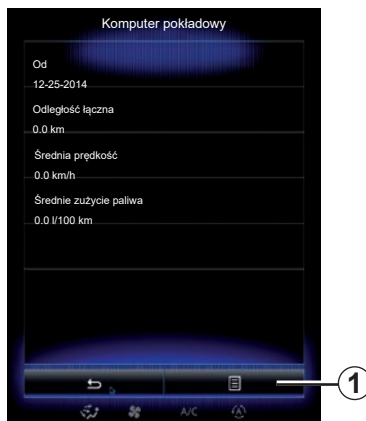 Komputer pokładowy
Od
12-25-2014
Odległość łączna
0.0 km
Średnia prędkość
0.0 km/h
Średnie zużycie paliwa
0.0 l/100 km
1
A/C